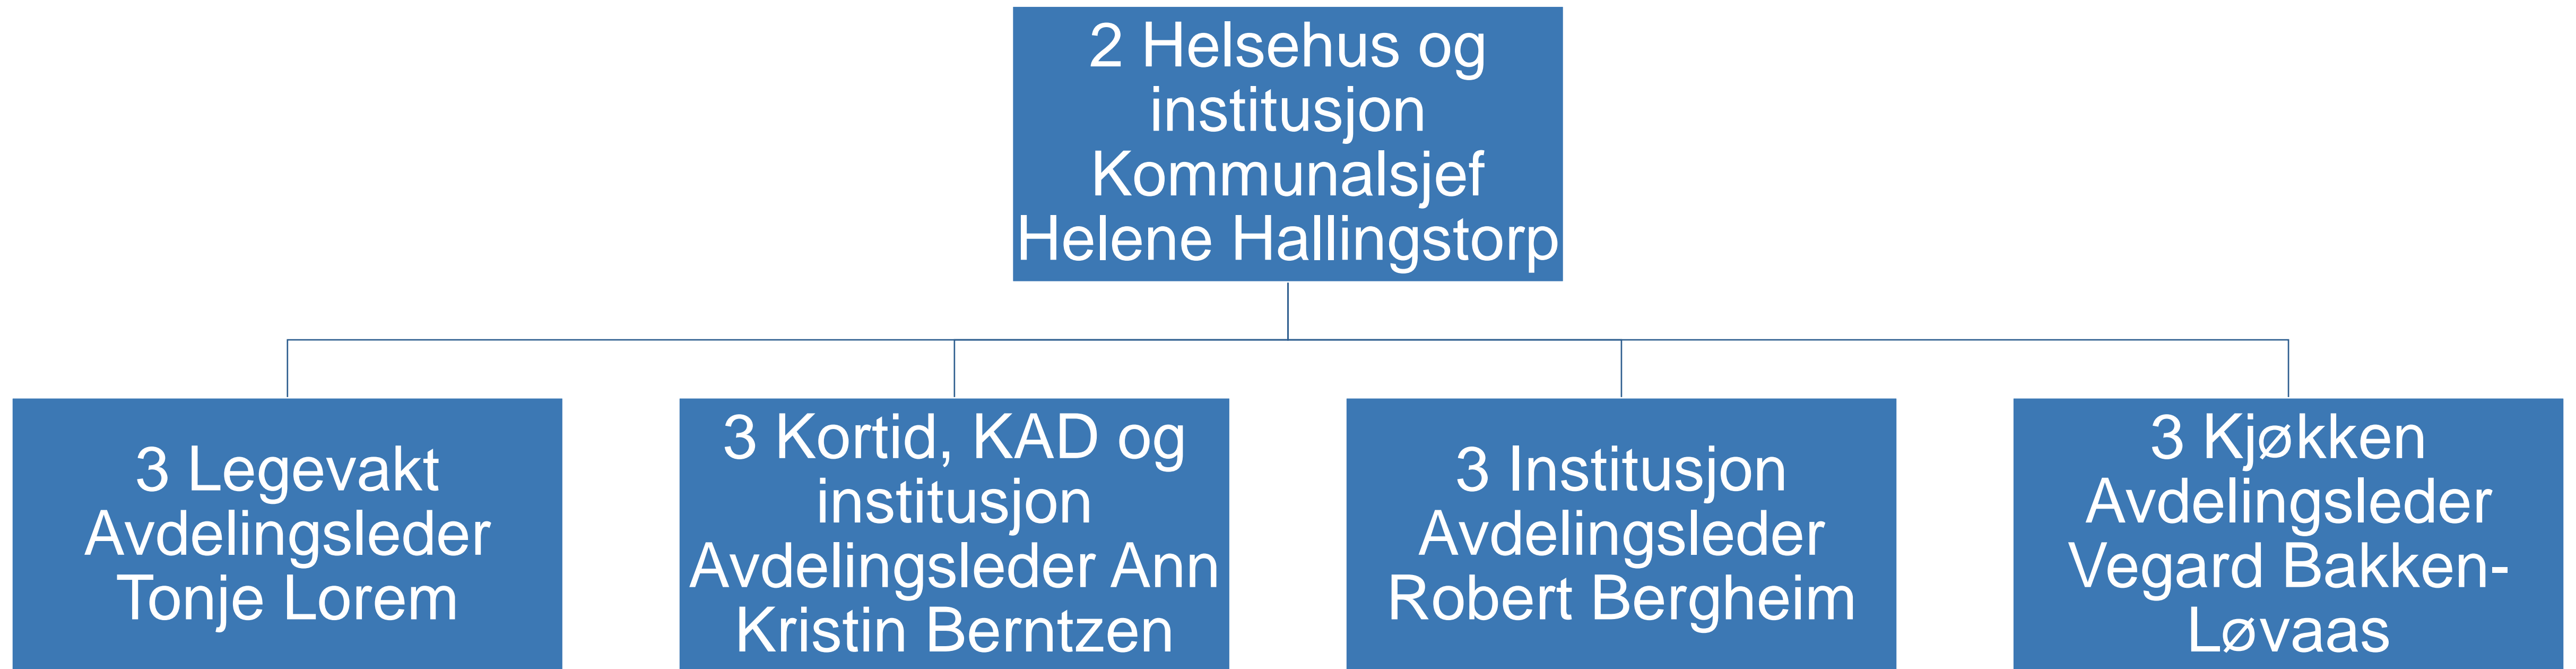 2 Helsehus og
institusjon
Kommunalsjef
Helene Hallingstorp
3 Legevakt
Avdelingsleder
Tonje Lorem
3 Kortid, KAD og
institusjon
Avdelingsleder Ann
Kristin Berntzen
3 Institusjon
Avdelingsleder
Robert Bergheim
3 Kjøkken
Avdelingsleder
Vegard Bakken-
Løvaas